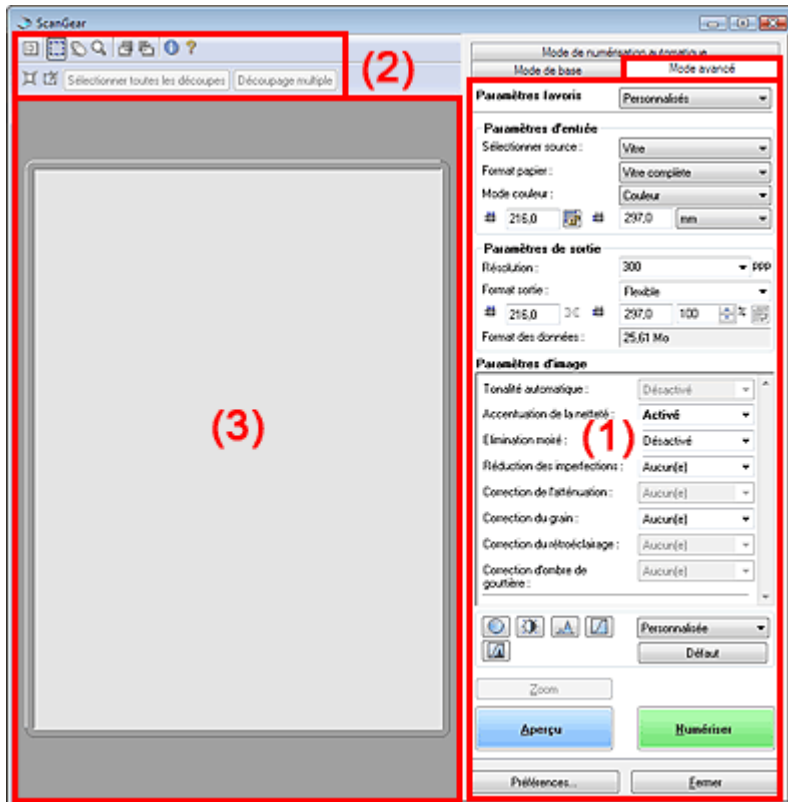 ScanGear
(2)
Sélectionner toutes les découpes Découpage multiple
(3)
Mode de numérisation automatique
Mode de base Mode avancé
Paramètres favoris Personnalisés
Paramètres d'entrée
Sélectionner source : Vitre
Format papier : Vitre complète
Mode couleur : Couleur
216,0 297,0 mm
Paramètres de sortie
Résolution : 300 ppp
Format sortie : Flexible
216,0 297,0 100 %
Format des données : 25,61 Mo
Paramètres d'image
Tonalité automatique : Désactivé
Accentuation de la netteté : Activé
(1)
Elimination moiré : Désactivé
Réduction des imperfections : Aucun(e)
Correction de l'atténuation : Aucun(e)
Correction du grain : Aucun(e)
Correction du rétroéclairage : Aucun(e)
Correction d'ombre de
gouttière : Aucun(e)
Personnalisée
Défaut
Zoom
Aperçu Numériser
Préférences... Fermer